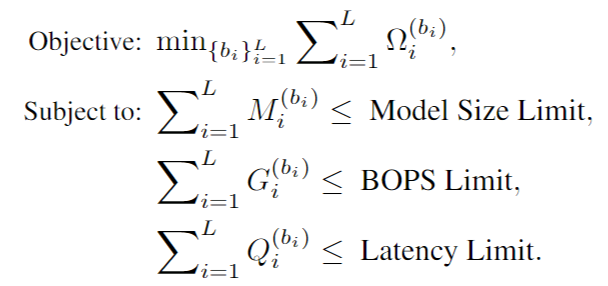 Objective: $\min_{\{b_i\}_{i=1}^{L}} \sum_{i=1}^{L} \Omega_i^{(b_i)},$
Subject to: $\sum_{i=1}^{L} M_i^{(b_i)} \leq$ Model Size Limit,
$\sum_{i=1}^{L} G_i^{(b_i)} \leq$ BOPS Limit,
$\sum_{i=1}^{L} Q_i^{(b_i)} \leq$ Latency Limit.